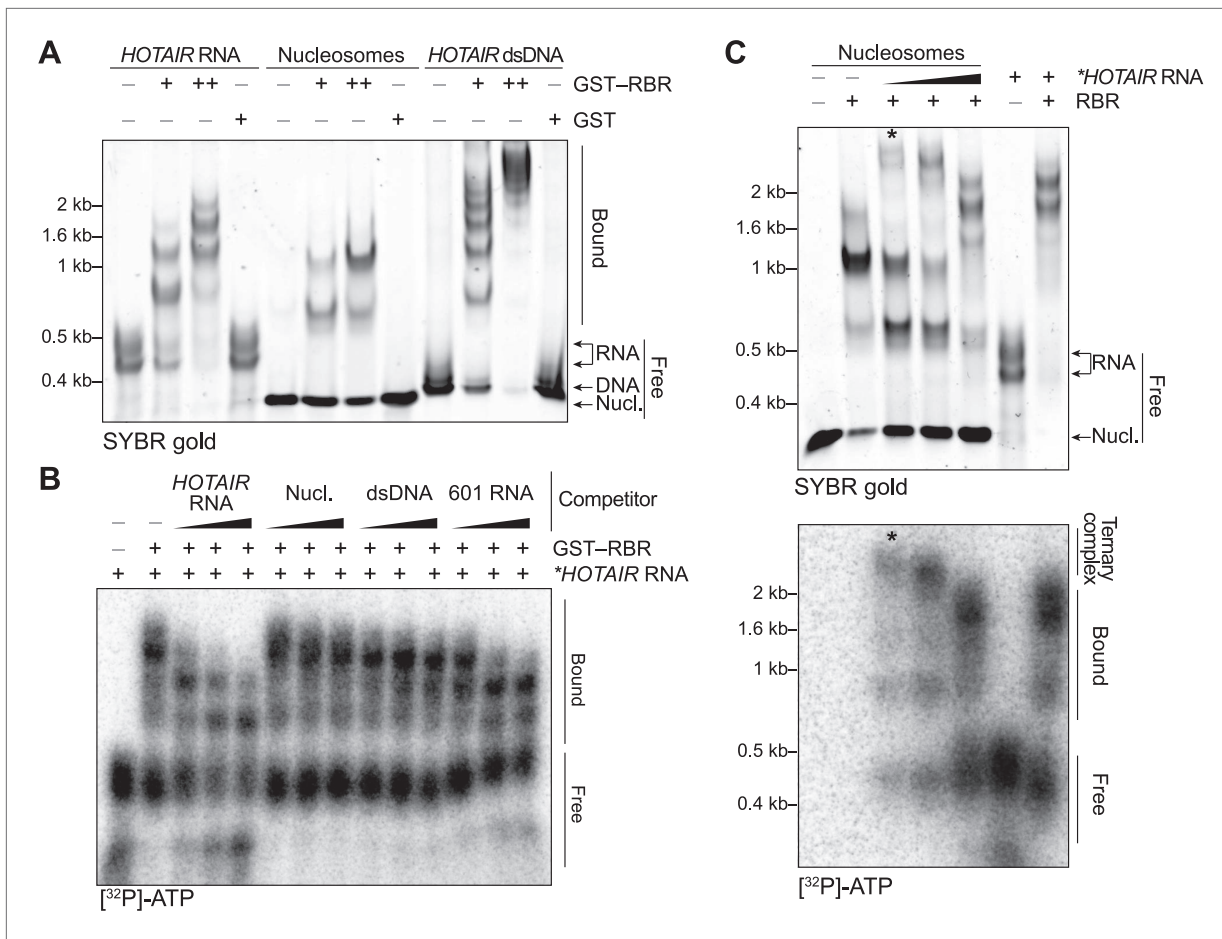 A
HOTAIR RNA Nucleosomes HOTAIR dsDNA
– + ++ – – + ++ – – + ++ – GST–RBR
– – – + – – – + – – – + GST
2 kb
1.6 kb
1 kb
0.5 kb
0.4 kb
Bound
RNA
DNA
Nucl.
Free
SYBR gold
B
HOTAIR RNA Nucl. dsDNA 601 RNA Competitor
– + + + + + + + + + + + + + GST–RBR
+ + + + + + + + + + + + + + *HOTAIR RNA
Bound
Free
[³²P]-ATP
C
Nucleosomes
– – + + *HOTAIR RNA
– + + + + – + RBR
*
2 kb
1.6 kb
1 kb
0.5 kb
0.4 kb
RNA
Nucl.
Free
SYBR gold
*
2 kb
1.6 kb
1 kb
0.5 kb
0.4 kb
Ternary complex
Bound
Free
[³²P]-ATP